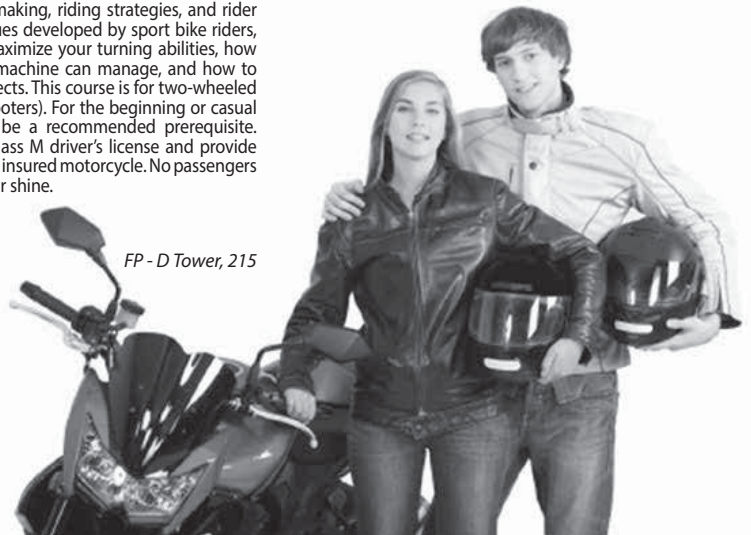 making, riding strategies, and rider
ues developed by sport bike riders,
aximize your turning abilities, how
machine can manage, and how to
ects. This course is for two-wheeled
oters). For the beginning or casual
be a recommended prerequisite.
ass M driver's license and provide
insured motorcycle. No passengers
r shine.
FP - D Tower, 215